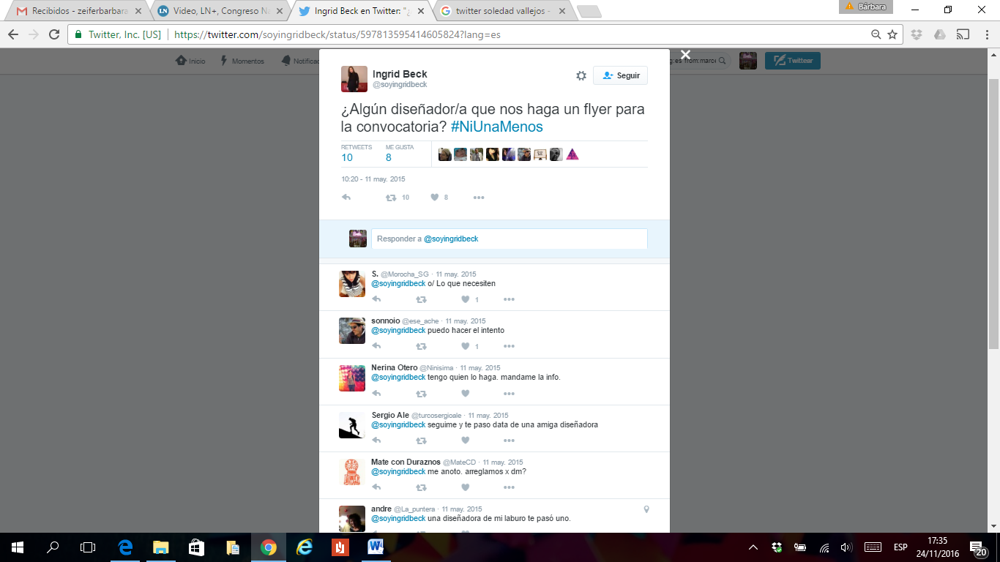 Recibidos - zeiferbarbara
Video, LN+, Congreso Na
Ingrid Beck en Twitter: "¿
twitter soledad vallejos -
Bárbara
Twitter, Inc. [US]
https://twitter.com/soyingridbeck/status/597813595414605824?lang=es
Inicio
Momentos
Notificac
g:es from:marce
Twittear
Ingrid Beck
@soyingridbeck
Seguir
¿Algún diseñador/a que nos haga un flyer para
la convocatoria? #NiUnaMenos
RETWEETS
10
ME GUSTA
8
10:20 - 11 may. 2015
10
8
Responder a @soyingridbeck
S. @Morocha_SG · 11 may. 2015
@soyingridbeck o/ Lo que necesiten
1
sonnoio @ese_ache · 11 may. 2015
@soyingridbeck puedo hacer el intento
1
Nerina Otero @Ninisima · 11 may. 2015
@soyingridbeck tengo quien lo haga. mandame la info.
Sergio Ale @turcosergioale · 11 may. 2015
@soyingridbeck seguime y te paso data de una amiga diseñadora
Mate con Duraznos @MateCD · 11 may. 2015
@soyingridbeck me anoto. arreglamos x dm?
andre @La_puntera · 11 may. 2015
@soyingridbeck una diseñadora de mi laburo te pasó uno.
ESP
17:35
24/11/2016
20